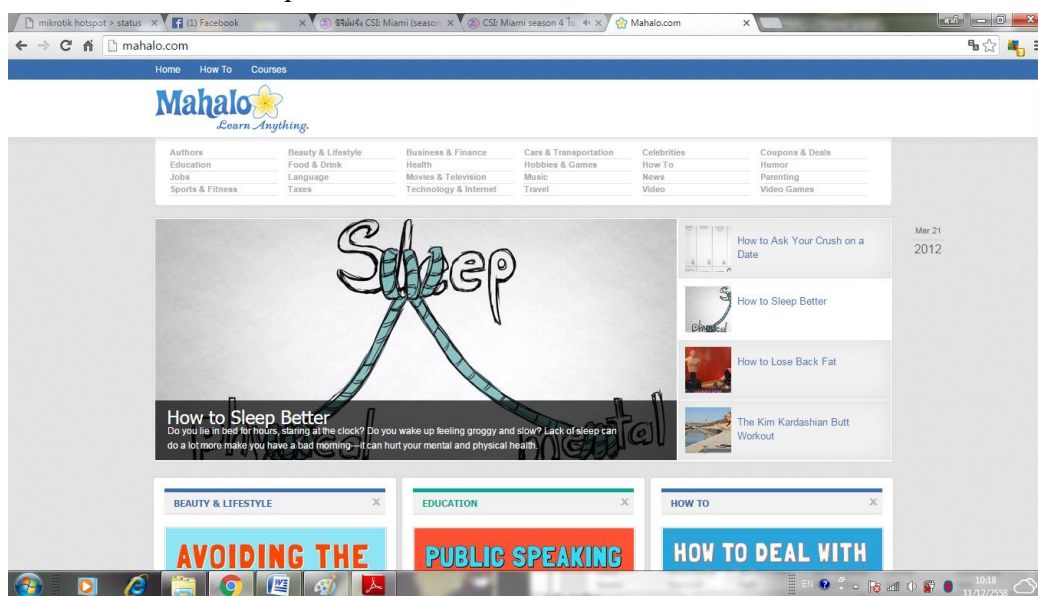 mikrotik hotspot > status
(1) Facebook
CSI: Miami (season
CSI: Miami season 4
Mahalo.com
mahalo.com
Home How To Courses
Mahalo
Learn Anything.
Authors Beauty & Lifestyle Business & Finance Cars & Transportation Celebrities Coupons & Deals
Education Food & Drink Health Hobbies & Games How To Humor
Jobs Language Movies & Television Music News Parenting
Sports & Fitness Taxes Technology & Internet Travel Video Video Games
Sleep
physical
mental
How to Sleep Better
Do you lie in bed for hours, staring at the clock? Do you wake up feeling groggy and slow? Lack of sleep can
do a lot more make you have a bad morning—it can hurt your mental and physical health.
How to Ask Your Crush on a
Date
How to Sleep Better
How to Lose Back Fat
The Kim Kardashian Butt
Workout
Mar 21
2012
BEAUTY & LIFESTYLE
EDUCATION
HOW TO
AVOIDING THE
PUBLIC SPEAKING
HOW TO DEAL WITH
EN
10:18
11/12/2558